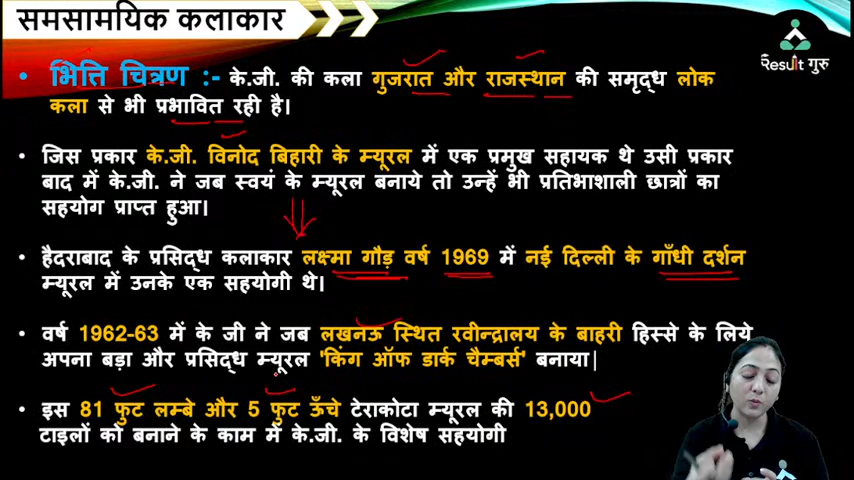 समसामयिक कलाकार
Result गुरु
• भित्ति चित्रण :- के.जी. की कला गुजरात और राजस्थान की समृद्ध लोक
कला से भी प्रभावित रही है।
• जिस प्रकार के.जी. विनोद बिहारी के म्यूरल में एक प्रमुख सहायक थे उसी प्रकार
बाद में के.जी. ने जब स्वयं के म्यूरल बनाये तो उन्हें भी प्रतिभाशाली छात्रों का
सहयोग प्राप्त हुआ।
• हैदराबाद के प्रसिद्ध कलाकार लक्ष्मा गौड़ वर्ष 1969 में नई दिल्ली के गाँधी दर्शन
म्यूरल में उनके एक सहयोगी थे।
• वर्ष 1962-63 में के जी ने जब लखनऊ स्थित रवीन्द्रालय के बाहरी हिस्से के लिये
अपना बड़ा और प्रसिद्ध म्यूरल 'किंग ऑफ डार्क चैम्बर्स' बनाया|
• इस 81 फुट लम्बे और 5 फुट ऊँचे टेराकोटा म्यूरल की 13,000
टाइलों को बनाने के काम में के.जी. के विशेष सहयोगी